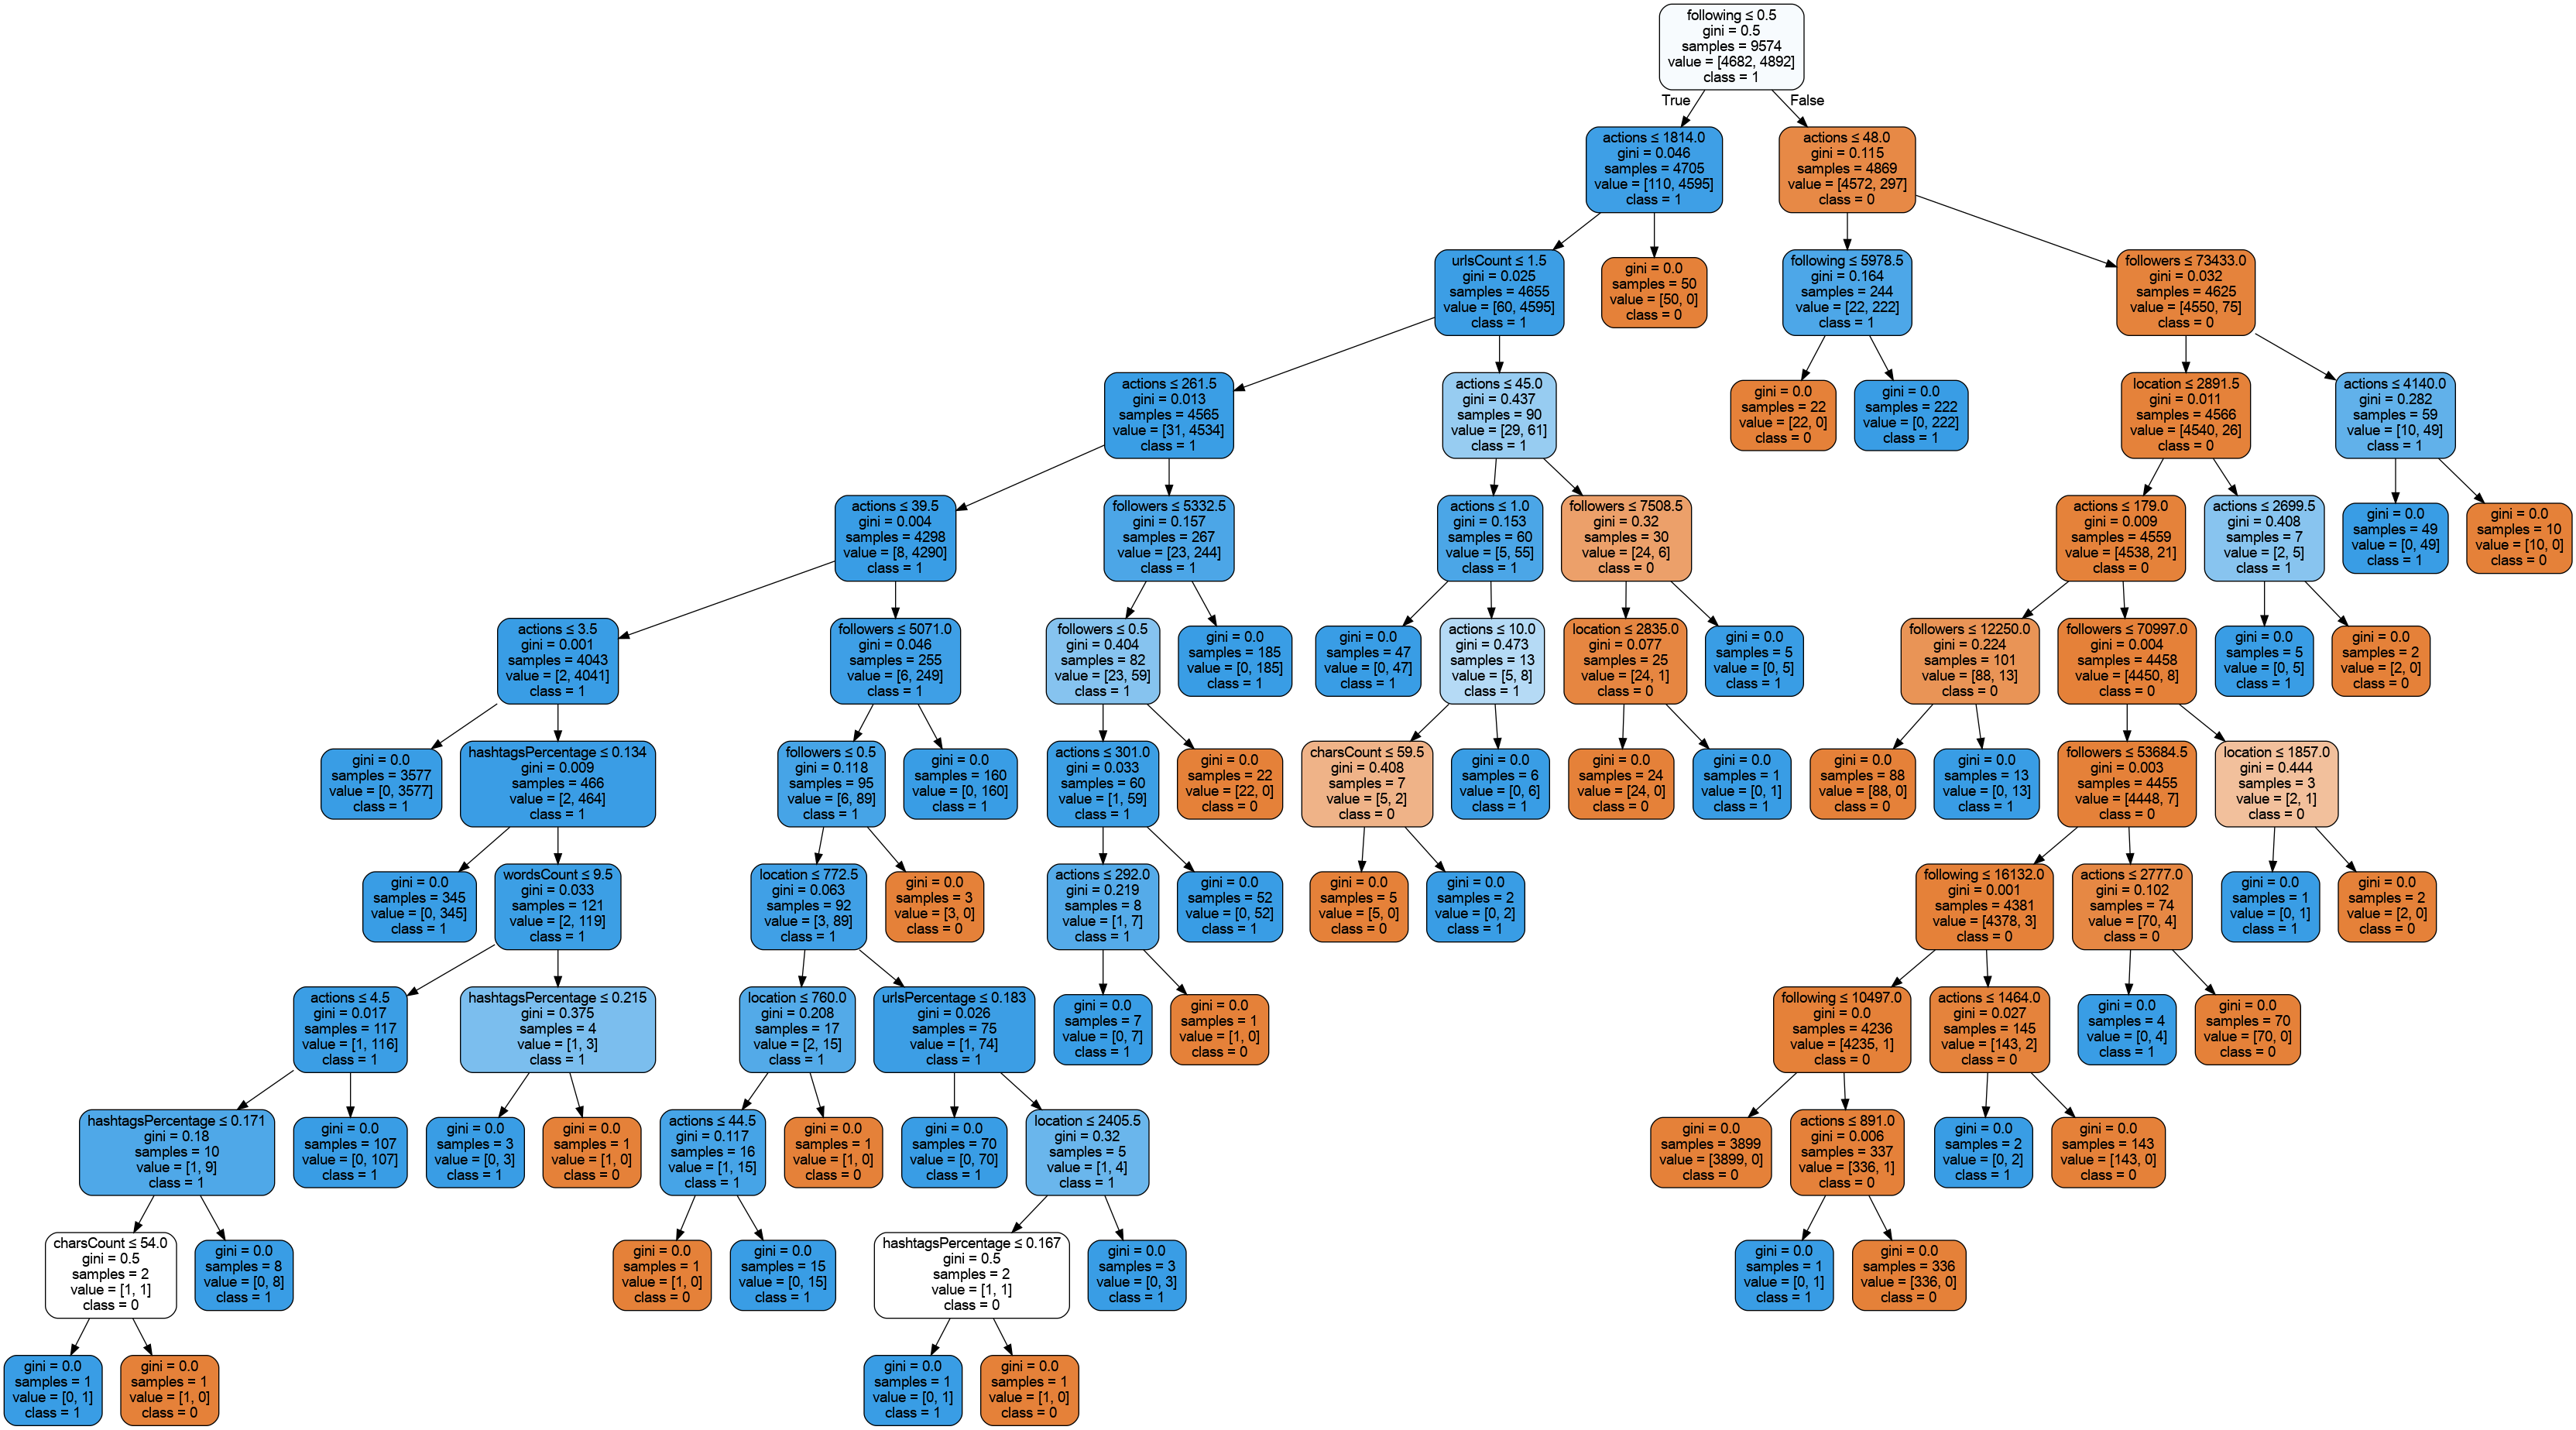 following ≤ 0.5
gini = 0.5
samples = 9574
value = [4682, 4892]
class = 1
True
False
actions ≤ 1814.0
gini = 0.046
samples = 4705
value = [110, 4595]
class = 1
actions ≤ 48.0
gini = 0.115
samples = 4869
value = [4572, 297]
class = 0
urlsCount ≤ 1.5
gini = 0.025
samples = 4655
value = [60, 4595]
class = 1
gini = 0.0
samples = 50
value = [50, 0]
class = 0
following ≤ 5978.5
gini = 0.164
samples = 244
value = [22, 222]
class = 1
followers ≤ 73433.0
gini = 0.032
samples = 4625
value = [4550, 75]
class = 0
actions ≤ 261.5
gini = 0.013
samples = 4565
value = [31, 4534]
class = 1
actions ≤ 45.0
gini = 0.437
samples = 90
value = [29, 61]
class = 1
gini = 0.0
samples = 22
value = [22, 0]
class = 0
gini = 0.0
samples = 222
value = [0, 222]
class = 1
location ≤ 2891.5
gini = 0.011
samples = 4566
value = [4540, 26]
class = 0
actions ≤ 4140.0
gini = 0.282
samples = 59
value = [10, 49]
class = 1
actions ≤ 39.5
gini = 0.004
samples = 4298
value = [8, 4290]
class = 1
followers ≤ 5332.5
gini = 0.157
samples = 267
value = [23, 244]
class = 1
actions ≤ 1.0
gini = 0.153
samples = 60
value = [5, 55]
class = 1
followers ≤ 7508.5
gini = 0.32
samples = 30
value = [24, 6]
class = 0
actions ≤ 179.0
gini = 0.009
samples = 4559
value = [4538, 21]
class = 0
actions ≤ 2699.5
gini = 0.408
samples = 7
value = [2, 5]
class = 1
gini = 0.0
samples = 49
value = [0, 49]
class = 1
gini = 0.0
samples = 10
value = [10, 0]
class = 0
actions ≤ 3.5
gini = 0.001
samples = 4043
value = [2, 4041]
class = 1
followers ≤ 5071.0
gini = 0.046
samples = 255
value = [6, 249]
class = 1
followers ≤ 0.5
gini = 0.404
samples = 82
value = [23, 59]
class = 1
gini = 0.0
samples = 185
value = [0, 185]
class = 1
gini = 0.0
samples = 47
value = [0, 47]
class = 1
actions ≤ 10.0
gini = 0.473
samples = 13
value = [5, 8]
class = 1
location ≤ 2835.0
gini = 0.077
samples = 25
value = [24, 1]
class = 0
gini = 0.0
samples = 5
value = [0, 5]
class = 1
followers ≤ 12250.0
gini = 0.224
samples = 101
value = [88, 13]
class = 0
followers ≤ 70997.0
gini = 0.004
samples = 4458
value = [4450, 8]
class = 0
gini = 0.0
samples = 5
value = [0, 5]
class = 1
gini = 0.0
samples = 2
value = [2, 0]
class = 0
gini = 0.0
samples = 3577
value = [0, 3577]
class = 1
hashtagsPercentage ≤ 0.134
gini = 0.009
samples = 466
value = [2, 464]
class = 1
followers ≤ 0.5
gini = 0.118
samples = 95
value = [6, 89]
class = 1
gini = 0.0
samples = 160
value = [0, 160]
class = 1
actions ≤ 301.0
gini = 0.033
samples = 60
value = [1, 59]
class = 1
gini = 0.0
samples = 22
value = [22, 0]
class = 0
charsCount ≤ 59.5
gini = 0.408
samples = 7
value = [5, 2]
class = 0
gini = 0.0
samples = 6
value = [0, 6]
class = 1
gini = 0.0
samples = 24
value = [24, 0]
class = 0
gini = 0.0
samples = 1
value = [0, 1]
class = 1
gini = 0.0
samples = 88
value = [88, 0]
class = 0
gini = 0.0
samples = 13
value = [0, 13]
class = 1
followers ≤ 53684.5
gini = 0.003
samples = 4455
value = [4448, 7]
class = 0
location ≤ 1857.0
gini = 0.444
samples = 3
value = [2, 1]
class = 0
gini = 0.0
samples = 345
value = [0, 345]
class = 1
wordsCount ≤ 9.5
gini = 0.033
samples = 121
value = [2, 119]
class = 1
location ≤ 772.5
gini = 0.063
samples = 92
value = [3, 89]
class = 1
gini = 0.0
samples = 3
value = [3, 0]
class = 0
actions ≤ 292.0
gini = 0.219
samples = 8
value = [1, 7]
class = 1
gini = 0.0
samples = 52
value = [0, 52]
class = 1
gini = 0.0
samples = 5
value = [5, 0]
class = 0
gini = 0.0
samples = 2
value = [0, 2]
class = 1
following ≤ 16132.0
gini = 0.001
samples = 4381
value = [4378, 3]
class = 0
actions ≤ 2777.0
gini = 0.102
samples = 74
value = [70, 4]
class = 0
gini = 0.0
samples = 1
value = [0, 1]
class = 1
gini = 0.0
samples = 2
value = [2, 0]
class = 0
actions ≤ 4.5
gini = 0.017
samples = 117
value = [1, 116]
class = 1
hashtagsPercentage ≤ 0.215
gini = 0.375
samples = 4
value = [1, 3]
class = 1
location ≤ 760.0
gini = 0.208
samples = 17
value = [2, 15]
class = 1
urlsPercentage ≤ 0.183
gini = 0.026
samples = 75
value = [1, 74]
class = 1
gini = 0.0
samples = 7
value = [0, 7]
class = 1
gini = 0.0
samples = 1
value = [1, 0]
class = 0
following ≤ 10497.0
gini = 0.0
samples = 4236
value = [4235, 1]
class = 0
actions ≤ 1464.0
gini = 0.027
samples = 145
value = [143, 2]
class = 0
gini = 0.0
samples = 4
value = [0, 4]
class = 1
gini = 0.0
samples = 70
value = [70, 0]
class = 0
hashtagsPercentage ≤ 0.171
gini = 0.18
samples = 10
value = [1, 9]
class = 1
gini = 0.0
samples = 107
value = [0, 107]
class = 1
gini = 0.0
samples = 3
value = [0, 3]
class = 1
gini = 0.0
samples = 1
value = [1, 0]
class = 0
actions ≤ 44.5
gini = 0.117
samples = 16
value = [1, 15]
class = 1
gini = 0.0
samples = 1
value = [1, 0]
class = 0
gini = 0.0
samples = 70
value = [0, 70]
class = 1
location ≤ 2405.5
gini = 0.32
samples = 5
value = [1, 4]
class = 1
gini = 0.0
samples = 3899
value = [3899, 0]
class = 0
actions ≤ 891.0
gini = 0.006
samples = 337
value = [336, 1]
class = 0
gini = 0.0
samples = 2
value = [0, 2]
class = 1
gini = 0.0
samples = 143
value = [143, 0]
class = 0
charsCount ≤ 54.0
gini = 0.5
samples = 2
value = [1, 1]
class = 0
gini = 0.0
samples = 8
value = [0, 8]
class = 1
gini = 0.0
samples = 1
value = [1, 0]
class = 0
gini = 0.0
samples = 15
value = [0, 15]
class = 1
hashtagsPercentage ≤ 0.167
gini = 0.5
samples = 2
value = [1, 1]
class = 0
gini = 0.0
samples = 3
value = [0, 3]
class = 1
gini = 0.0
samples = 1
value = [0, 1]
class = 1
gini = 0.0
samples = 336
value = [336, 0]
class = 0
gini = 0.0
samples = 1
value = [0, 1]
class = 1
gini = 0.0
samples = 1
value = [1, 0]
class = 0
gini = 0.0
samples = 1
value = [0, 1]
class = 1
gini = 0.0
samples = 1
value = [1, 0]
class = 0